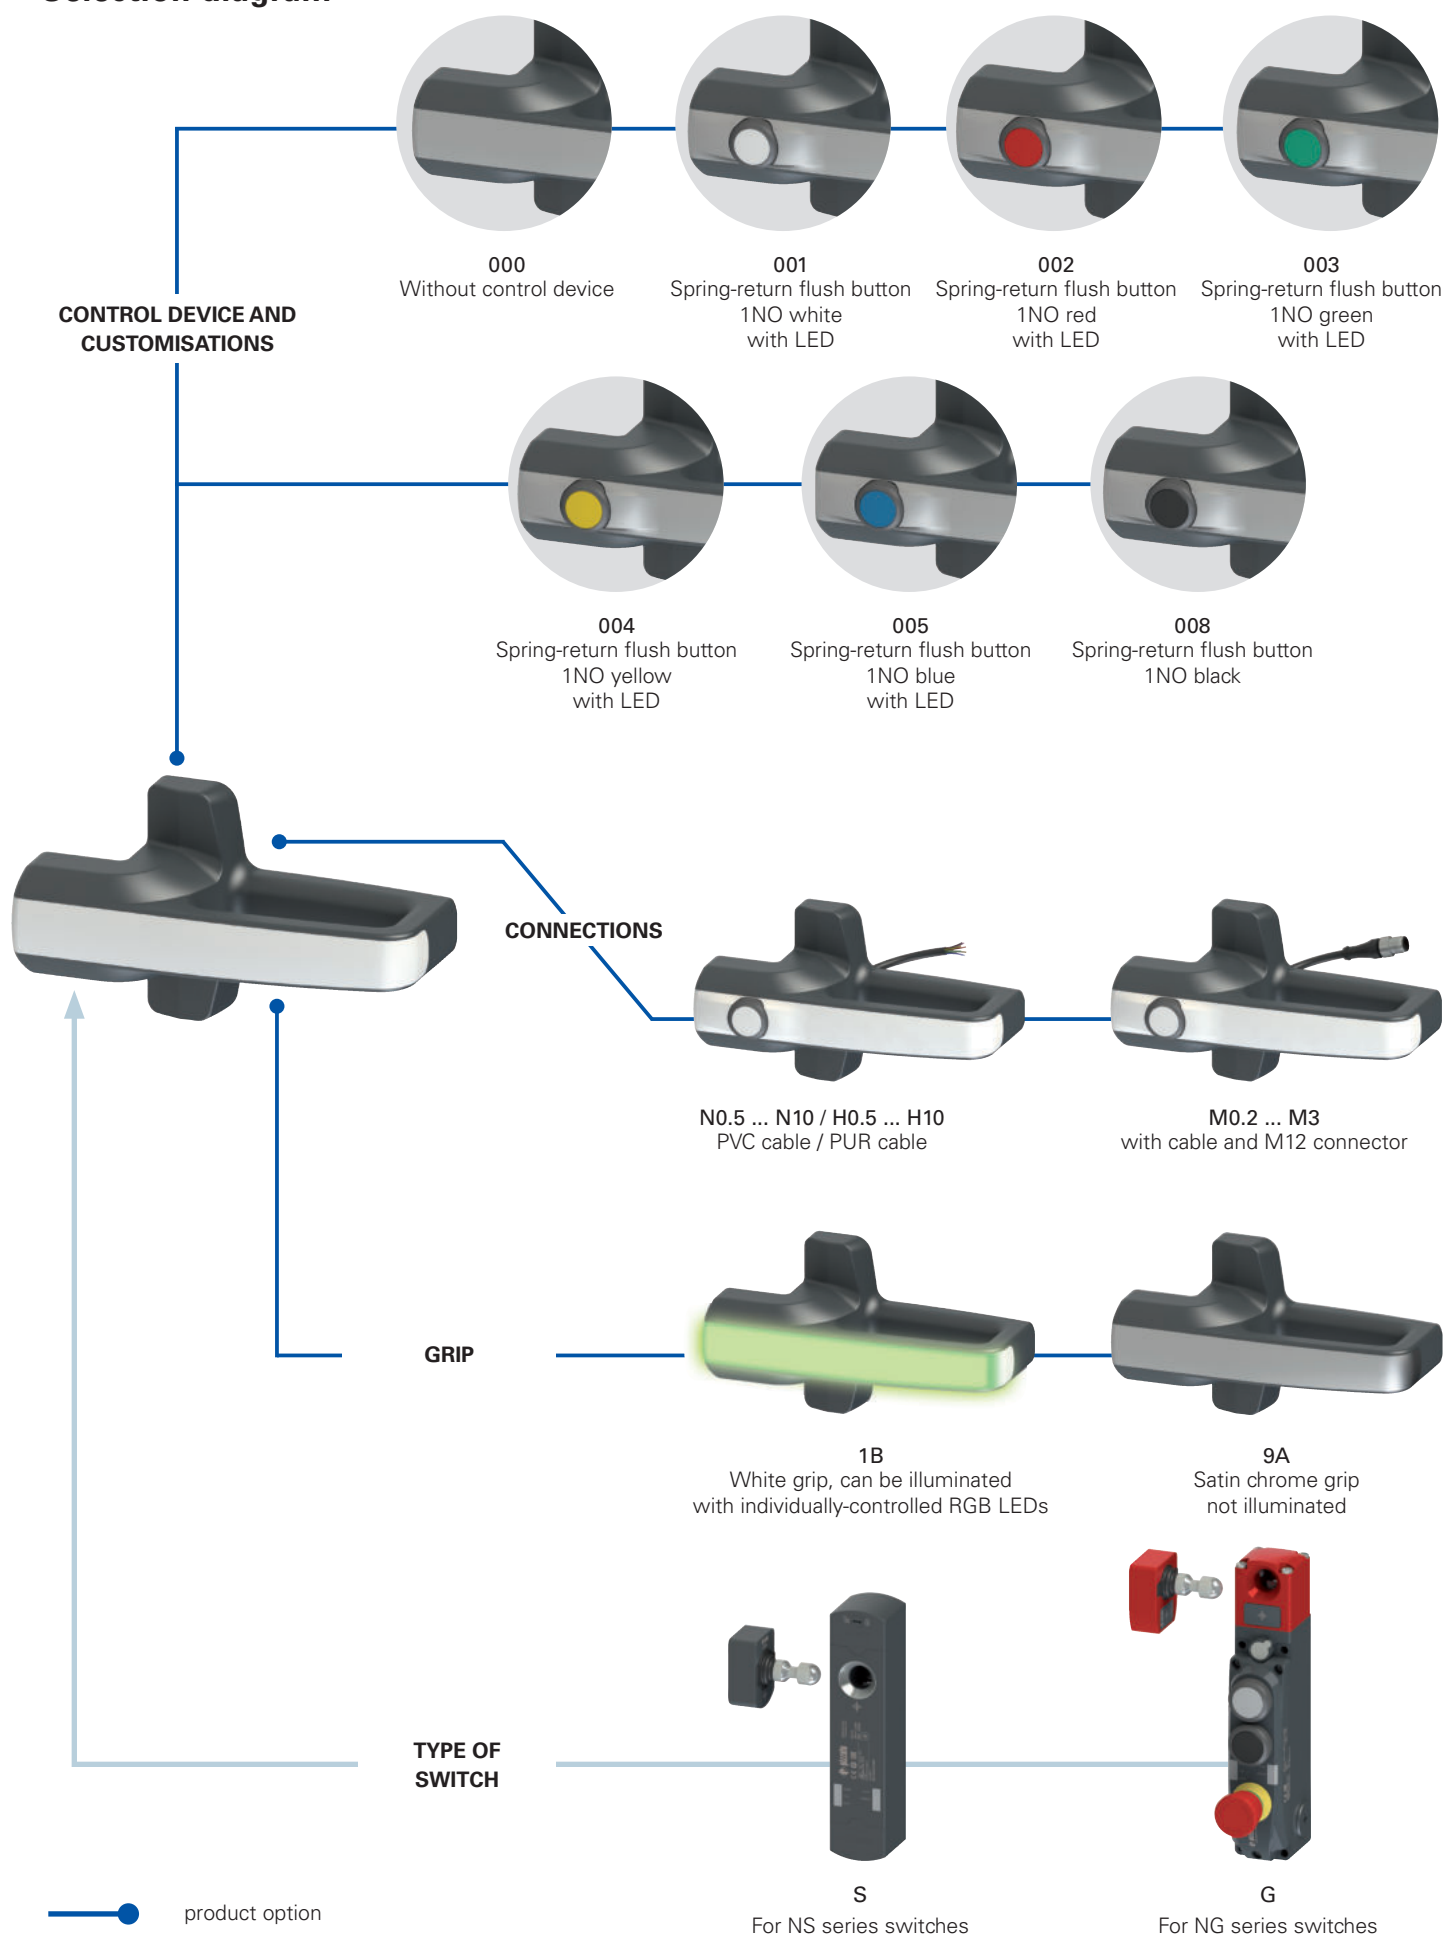 Selection diagram
000
Without control device
001
Spring-return flush button
1NO white
with LED
002
Spring-return flush button
1NO red
with LED
003
Spring-return flush button
1NO green
with LED
CONTROL DEVICE AND
CUSTOMISATIONS
004
Spring-return flush button
1NO yellow
with LED
005
Spring-return flush button
1NO blue
with LED
008
Spring-return flush button
1NO black
CONNECTIONS
N0.5 ... N10 / H0.5 ... H10
PVC cable / PUR cable
M0.2 ... M3
with cable and M12 connector
GRIP
1B
White grip, can be illuminated
with individually-controlled RGB LEDs
9A
Satin chrome grip
not illuminated
TYPE OF
SWITCH
S
For NS series switches
G
For NG series switches
product option